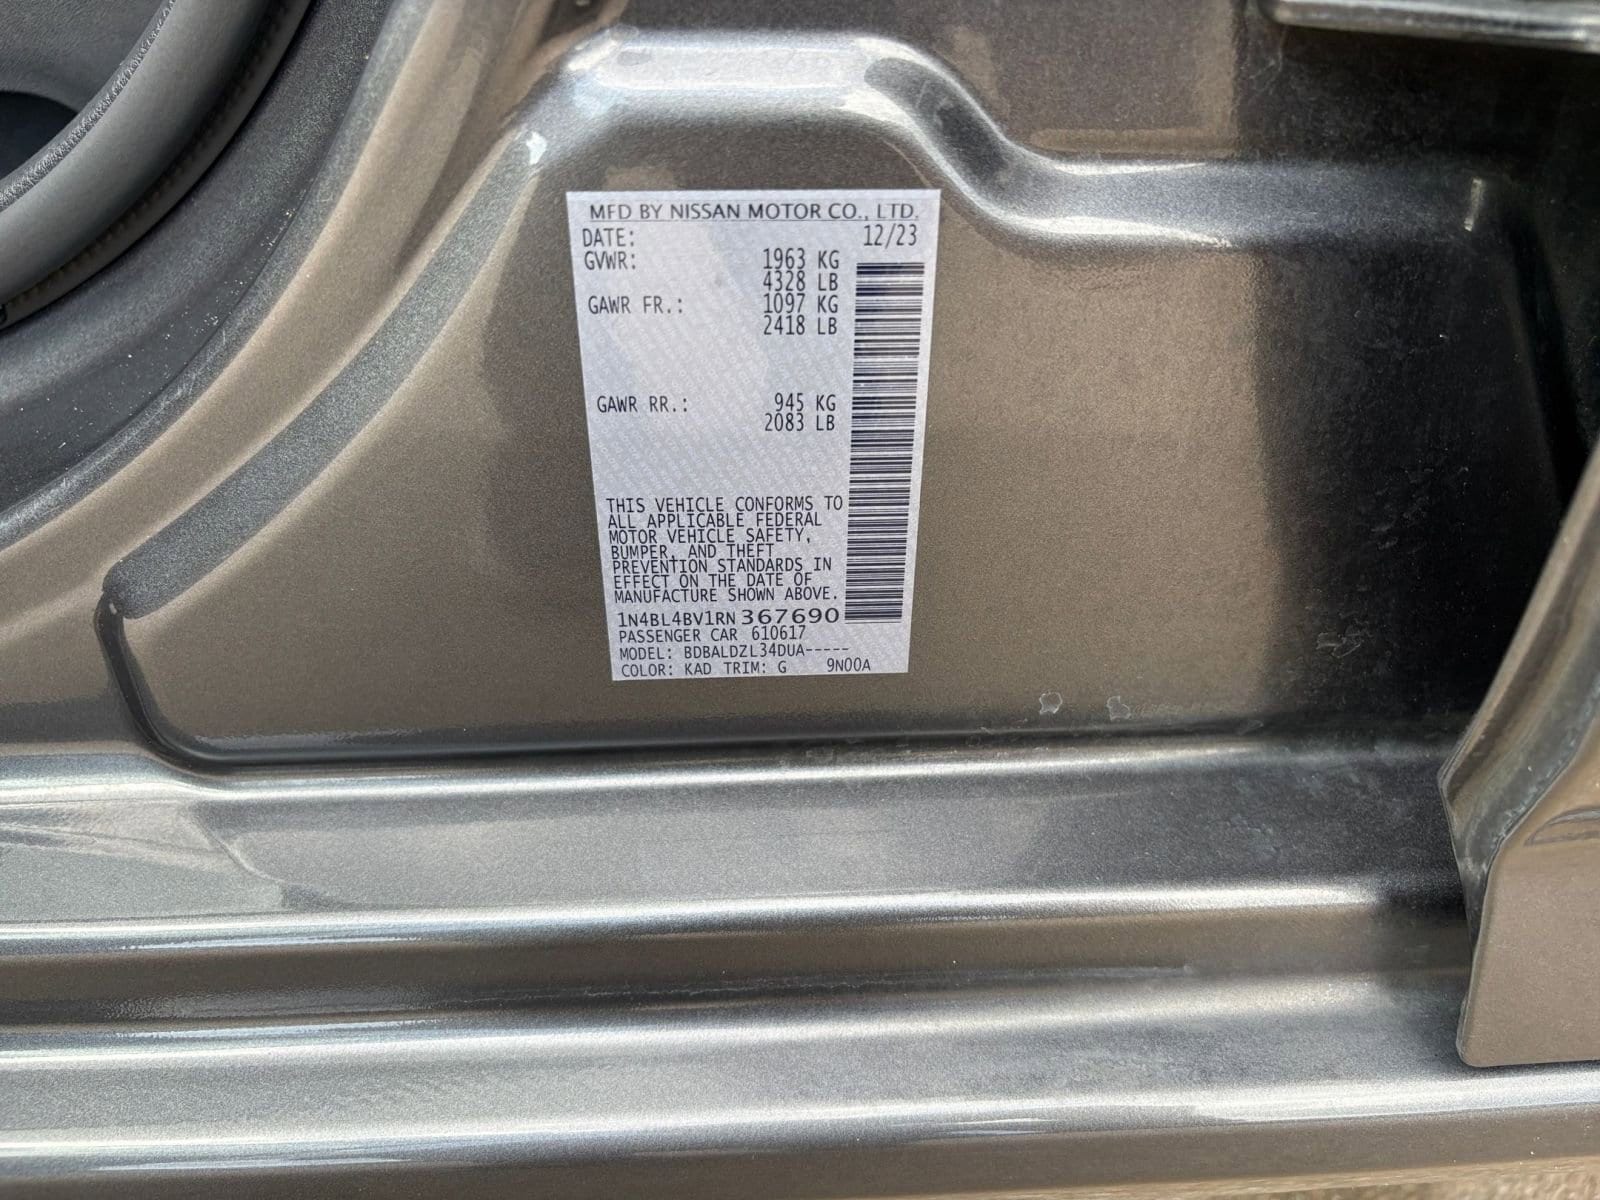 MFD BY NISSAN MOTOR CO., LTD.
DATE: 12/23
GVWR: 1963 KG
4328 LB
GAWR FR.: 1097 KG
2418 LB
GAWR RR.: 945 KG
2083 LB
THIS VEHICLE CONFORMS TO
ALL APPLICABLE FEDERAL
MOTOR VEHICLE SAFETY,
BUMPER, AND THEFT
PREVENTION STANDARDS IN
EFFECT ON THE DATE OF
MANUFACTURE SHOWN ABOVE.
1N4BL4BV1RN367690
PASSENGER CAR 610617
MODEL: BDBALDZL34DUA-----
COLOR: KAD TRIM: G 9N00A